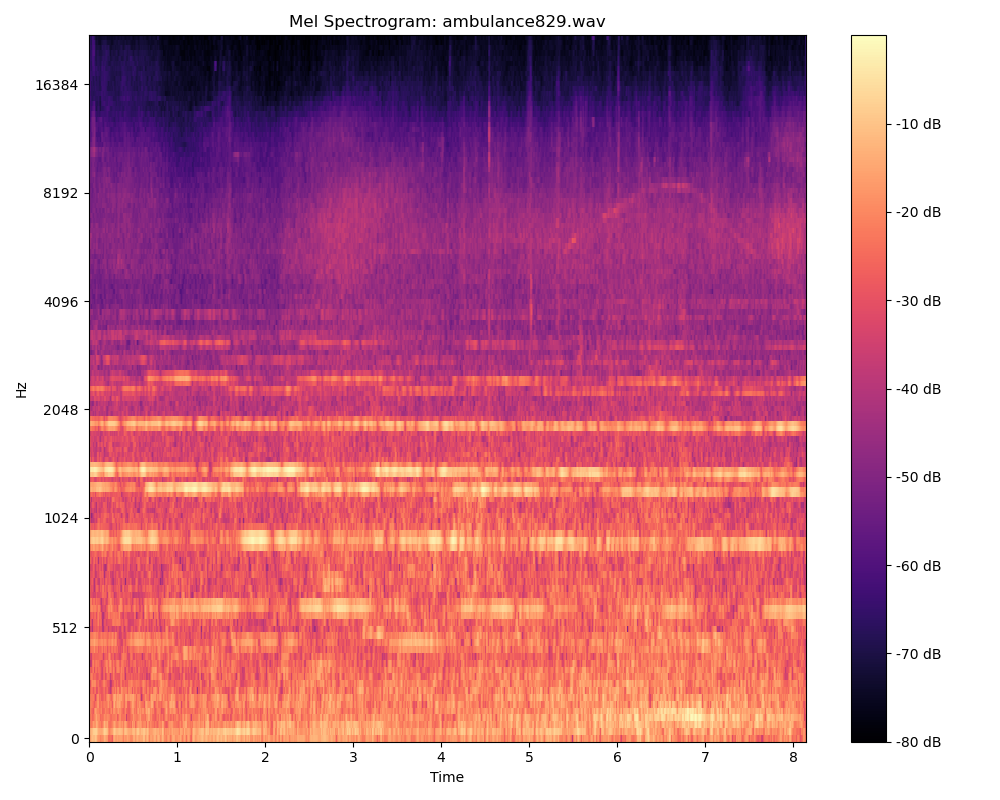 Mel Spectrogram: ambulance829.wav
16384
8192
4096
2048
1024
512
0
Hz
0 1 2 3 4 5 6 7 8
Time
-10 dB
-20 dB
-30 dB
-40 dB
-50 dB
-60 dB
-70 dB
-80 dB